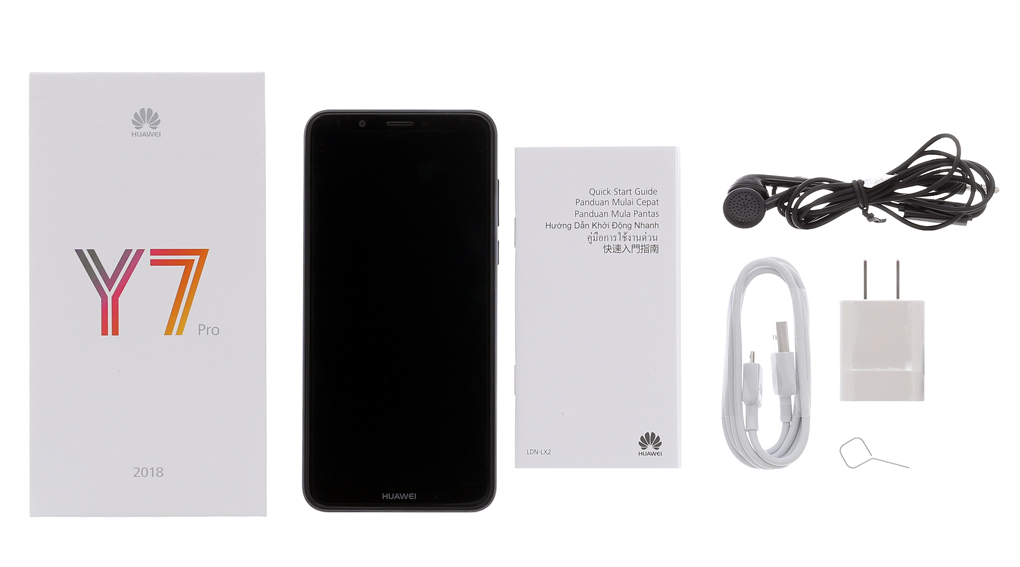 HUAWEI
Y7 Pro
2018
HUAWEI
Quick Start Guide
Panduan Mulai Cepat
Panduan Mula Pantas
Hướng Dẫn Khởi Động Nhanh
คู่มือการใช้งานด่วน
快速入門指南
LDN-LX2
HUAWEI